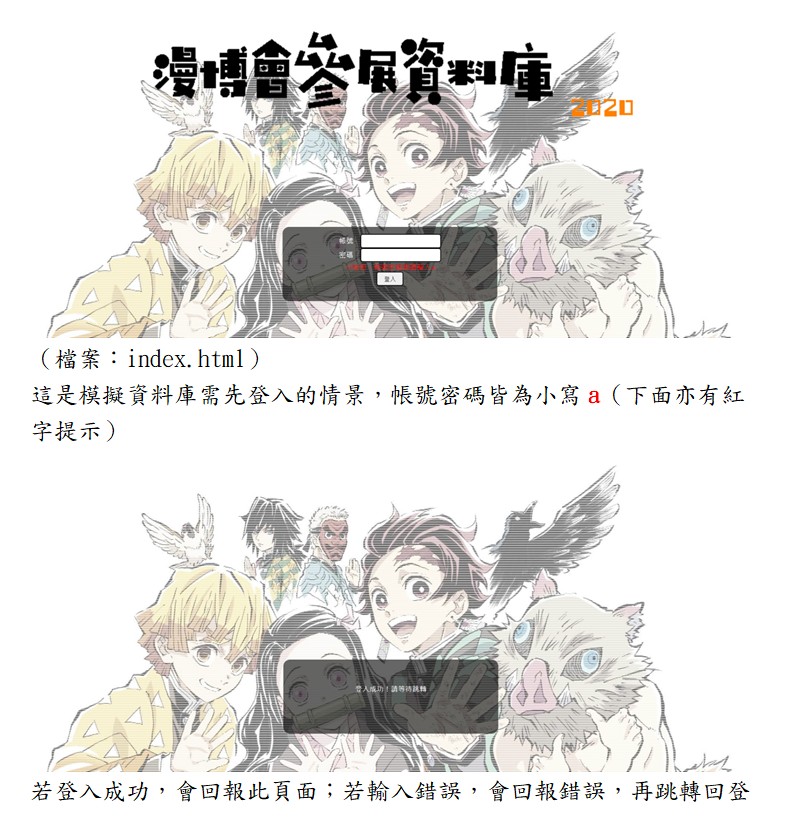 漫博會參展資料庫
2020
帳號
密碼
登入
（檔案：index.html）
這是模擬資料庫需先登入的情景，帳號密碼皆為小寫 a（下面亦有紅
字提示）
登入成功！請等待跳轉
若登入成功，會回報此頁面；若輸入錯誤，會回報錯誤，再跳轉回登